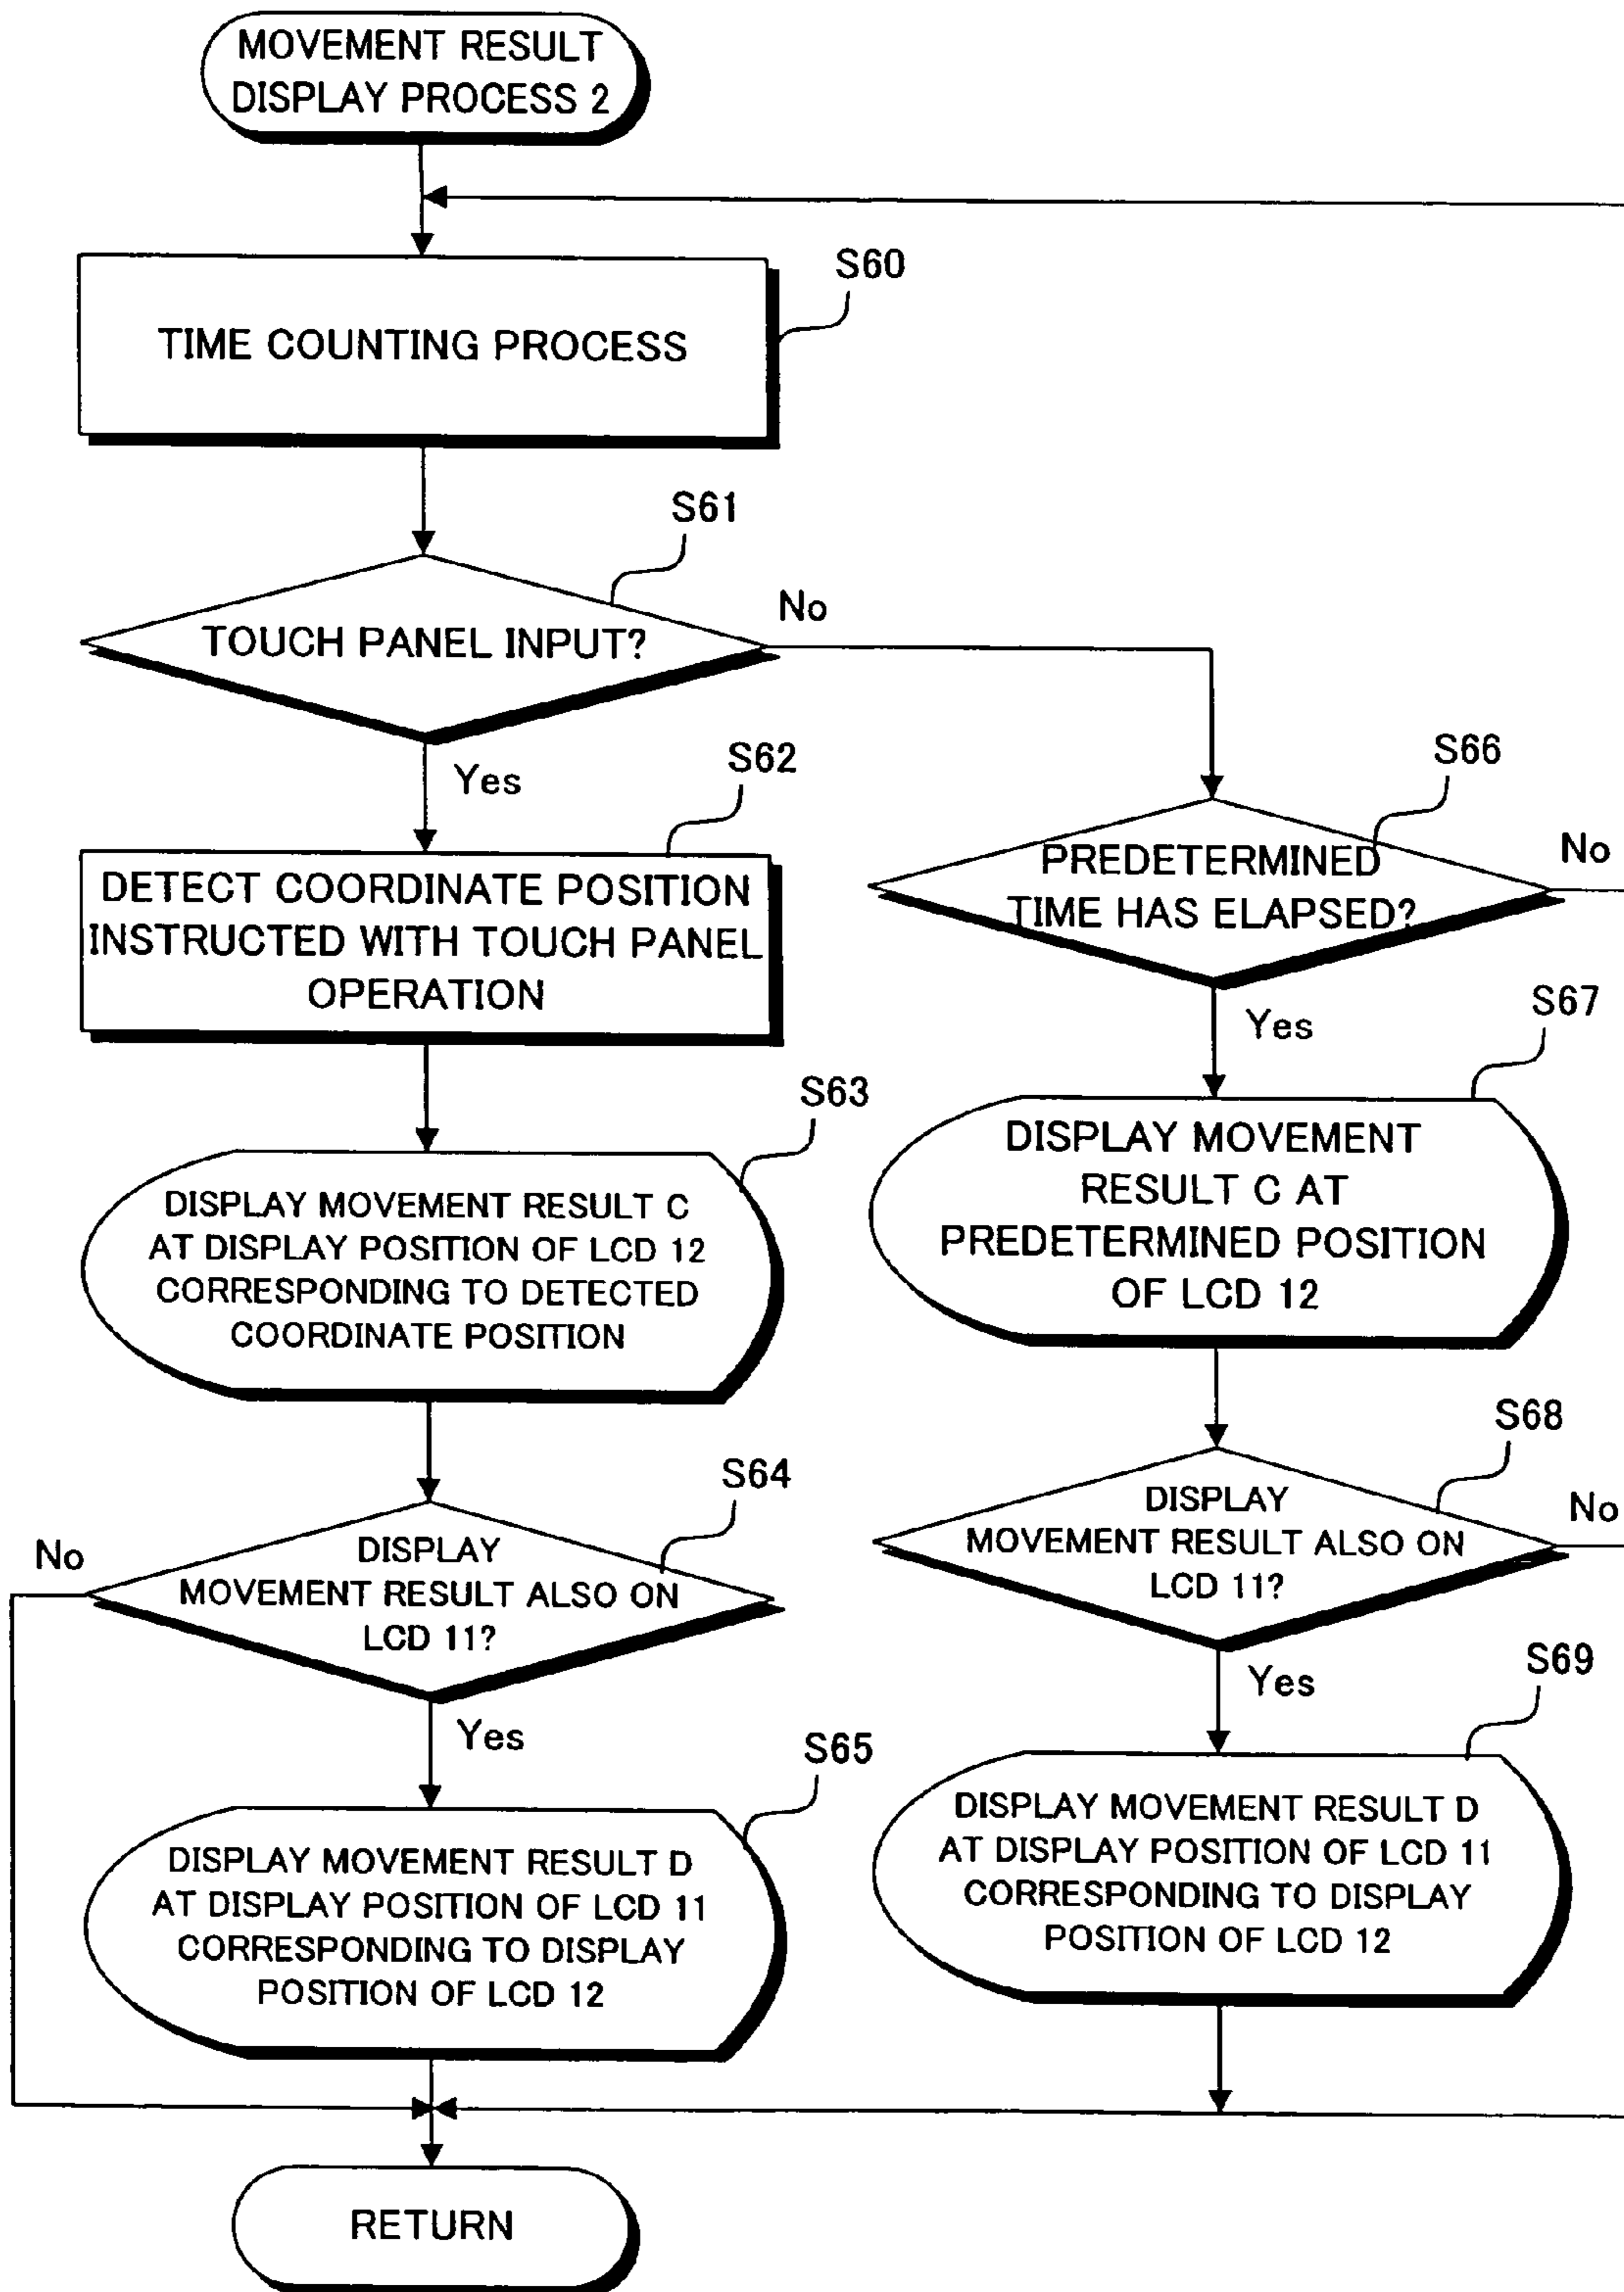 MOVEMENT RESULT
DISPLAY PROCESS 2
S60
TIME COUNTING PROCESS
S61
TOUCH PANEL INPUT?
No
Yes
S62
DETECT COORDINATE POSITION
INSTRUCTED WITH TOUCH PANEL
OPERATION
S63
DISPLAY MOVEMENT RESULT C
AT DISPLAY POSITION OF LCD 12
CORRESPONDING TO DETECTED
COORDINATE POSITION
S64
DISPLAY
MOVEMENT RESULT ALSO ON
LCD 11?
No
Yes
S65
DISPLAY MOVEMENT RESULT D
AT DISPLAY POSITION OF LCD 11
CORRESPONDING TO DISPLAY
POSITION OF LCD 12
S66
PREDETERMINED
TIME HAS ELAPSED?
No
Yes
S67
DISPLAY MOVEMENT
RESULT C AT
PREDETERMINED POSITION
OF LCD 12
S68
DISPLAY
MOVEMENT RESULT ALSO ON
LCD 11?
No
Yes
S69
DISPLAY MOVEMENT RESULT D
AT DISPLAY POSITION OF LCD 11
CORRESPONDING TO DISPLAY
POSITION OF LCD 12
RETURN